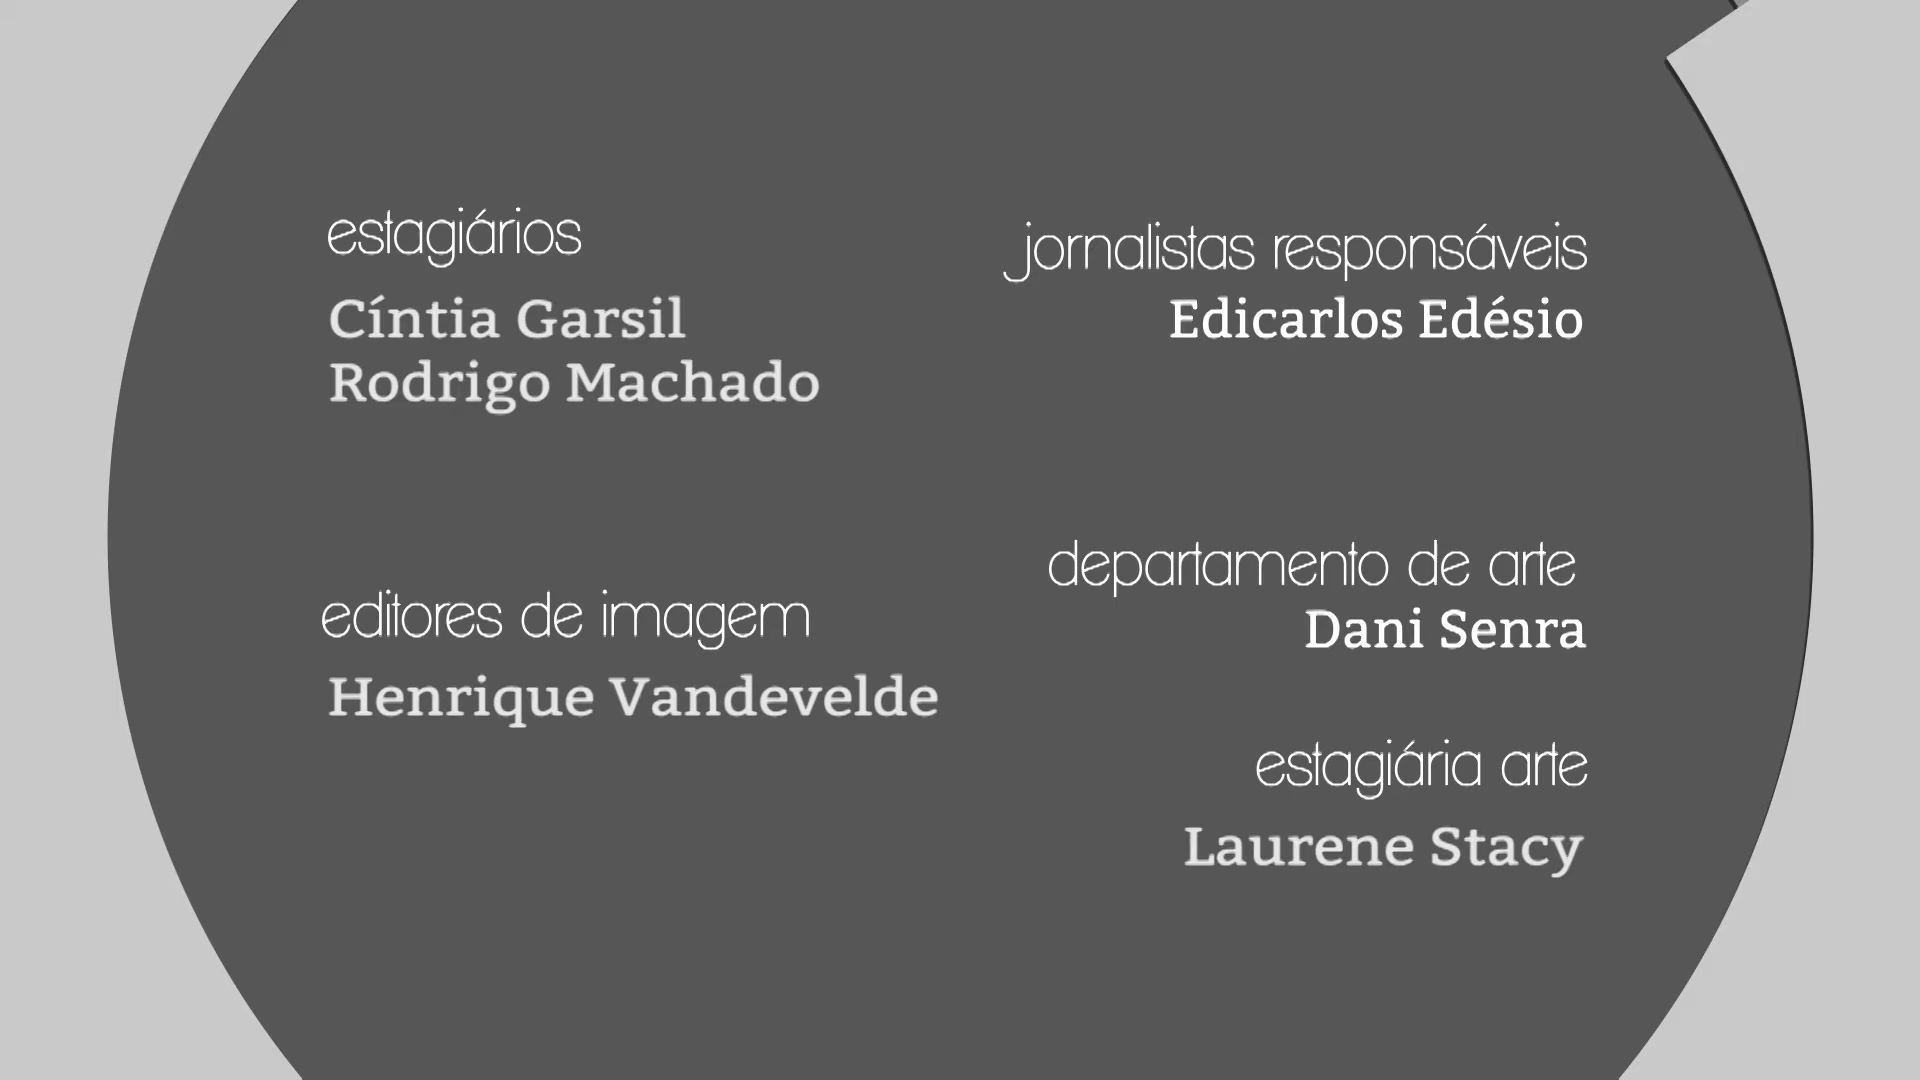 estagiários
Cíntia Garsil
Rodrigo Machado
editores de imagem
Henrique Vandevelde
jornalistas responsáveis
Edicarlos Edésio
departamento de arte
Dani Senra
estagiária arte
Laurene Stacy